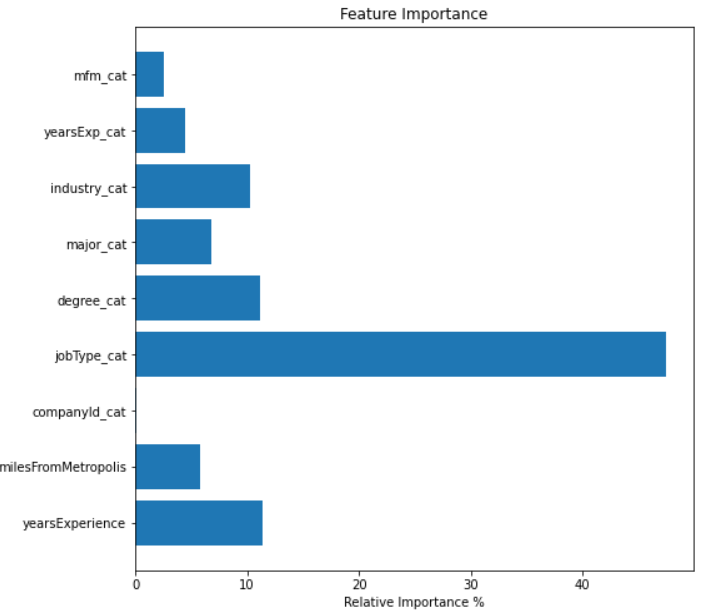 Feature Importance
mfm_cat
yearsExp_cat
industry_cat
major_cat
degree_cat
jobType_cat
companyId_cat
milesFromMetropolis
yearsExperience
0 10 20 30 40
Relative Importance %